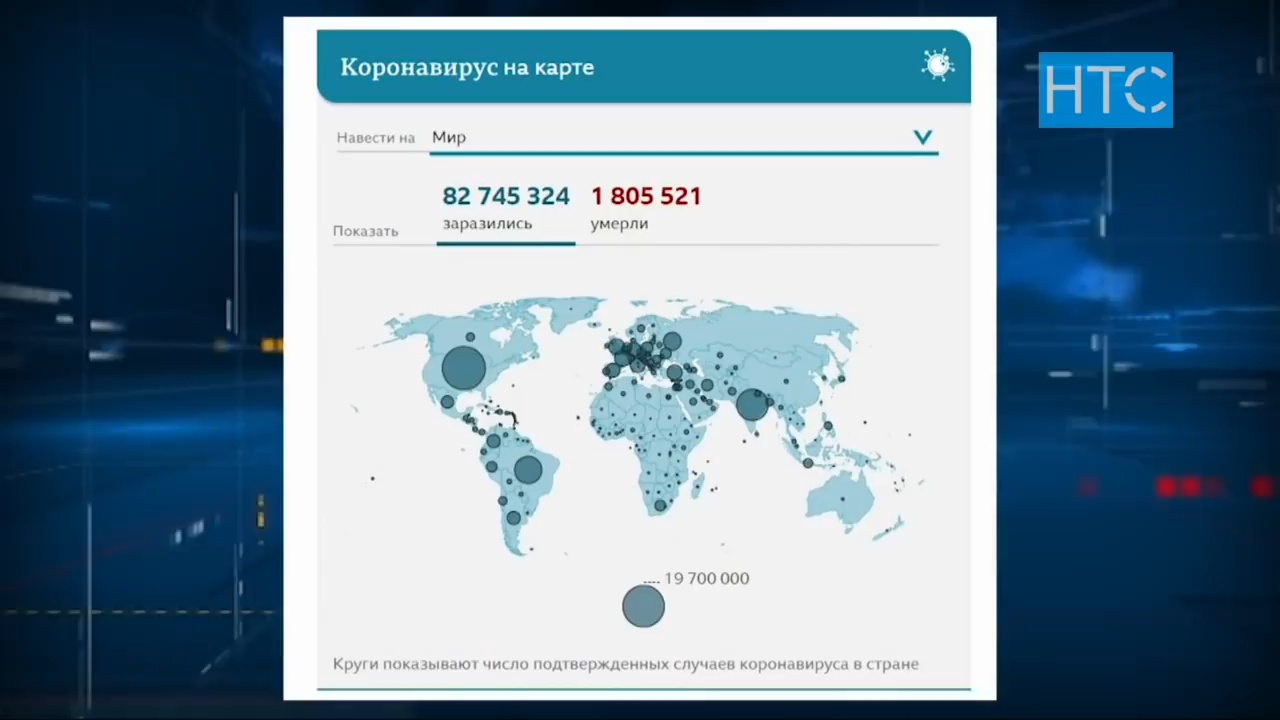 Коронавирус на карте
НТС
Навести на Мир
82 745 324 1 805 521
заразились умерли
Показать
19 700 000
Круги показывают число подтвержденных случаев коронавируса в стране